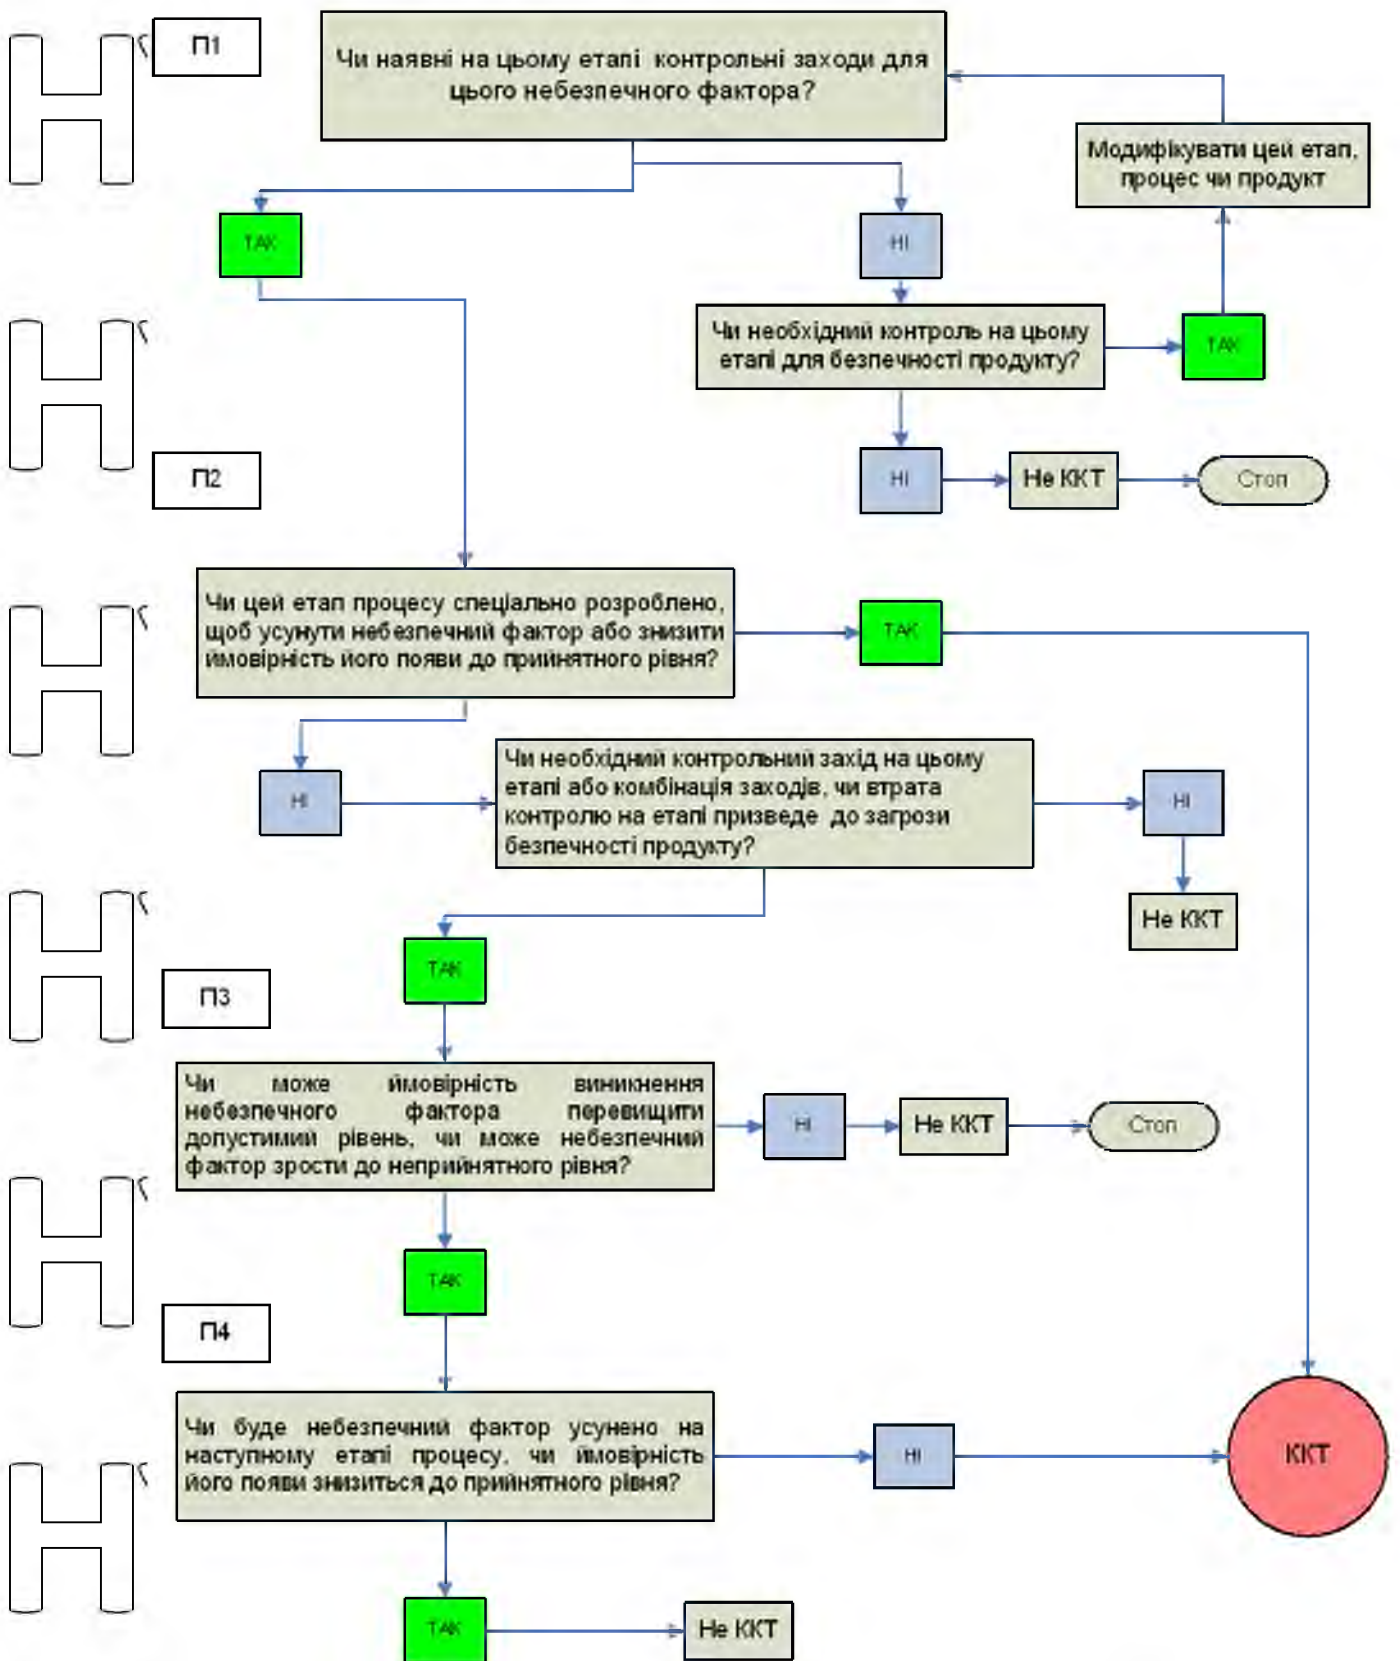 П1
Чи наявні на цьому етапі контрольні заходи для
цього небезпечного фактора?
Модифікувати цей етап,
процес чи продукт
ТАК
НІ
Чи необхідний контроль на цьому
етапі для безпечності продукту?
ТАК
П2
НІ
Не ККТ
Стоп
Чи цей етап процесу спеціально розроблено,
щоб усунути небезпечний фактор або знизити
ймовірність його появи до прийнятного рівня?
ТАК
НІ
Чи необхідний контрольний захід на цьому
етапі або комбінація заходів, чи втрата
контролю на етапі призведе до загрози
безпечності продукту?
НІ
Не ККТ
ТАК
П3
Чи може ймовірність виникнення
небезпечного фактора перевищити
допустимий рівень, чи може небезпечний
фактор зрости до неприйнятного рівня?
НІ
Не ККТ
Стоп
ТАК
П4
Чи буде небезпечний фактор усунено на
наступному етапі процесу, чи ймовірність
його появи знизиться до прийнятного рівня?
НІ
ККТ
ТАК
Не ККТ